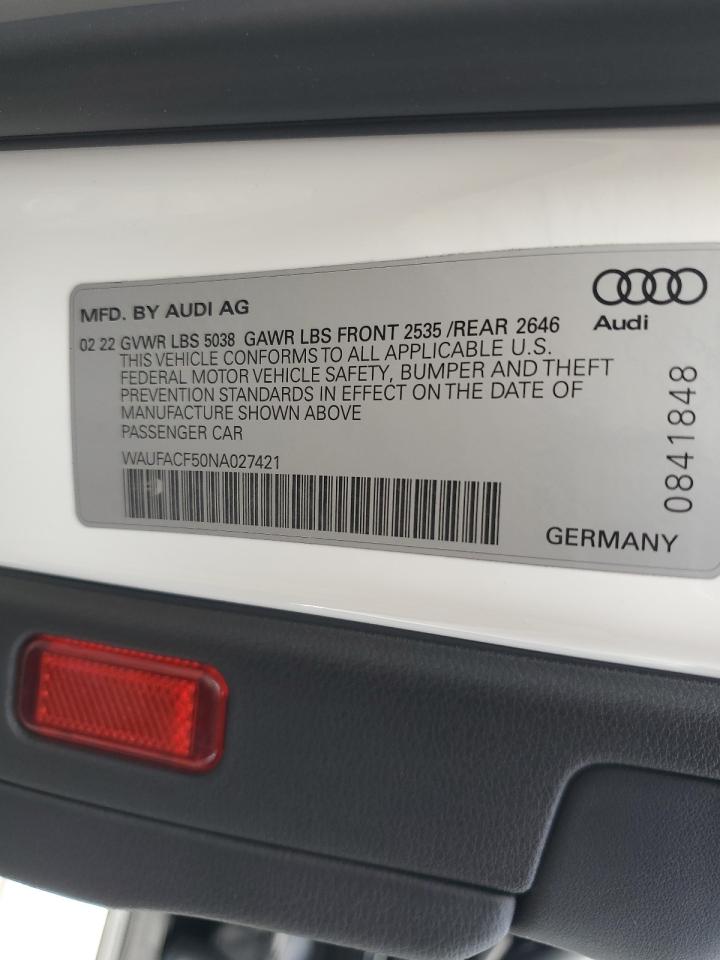 MFD. BY AUDI AG
Audi
02 22 GVWR LBS 5038 GAWR LBS FRONT 2535 /REAR 2646
THIS VEHICLE CONFORMS TO ALL APPLICABLE U.S.
FEDERAL MOTOR VEHICLE SAFETY, BUMPER AND THEFT
PREVENTION STANDARDS IN EFFECT ON THE DATE OF
MANUFACTURE SHOWN ABOVE
PASSENGER CAR
WAUFACF50NA027421
0841848
GERMANY